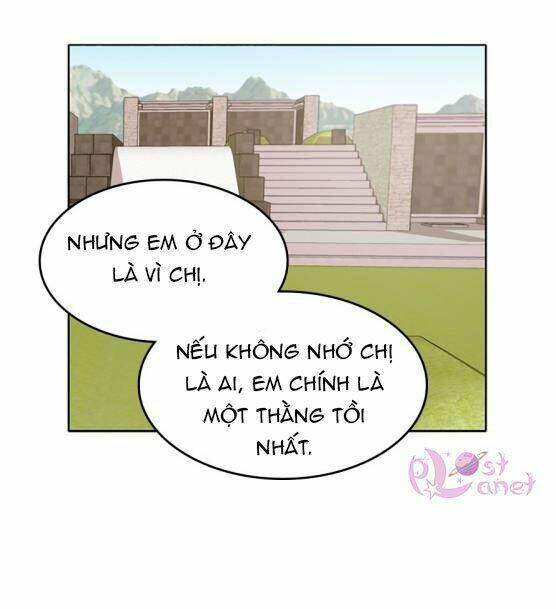 NHƯNG EM Ở ĐÂY
LÀ VÌ CHỊ.
NẾU KHÔNG NHỚ CHỊ
LÀ AI, EM CHÍNH LÀ
MỘT THẰNG TỒI
NHẤT.
Lost
Planet